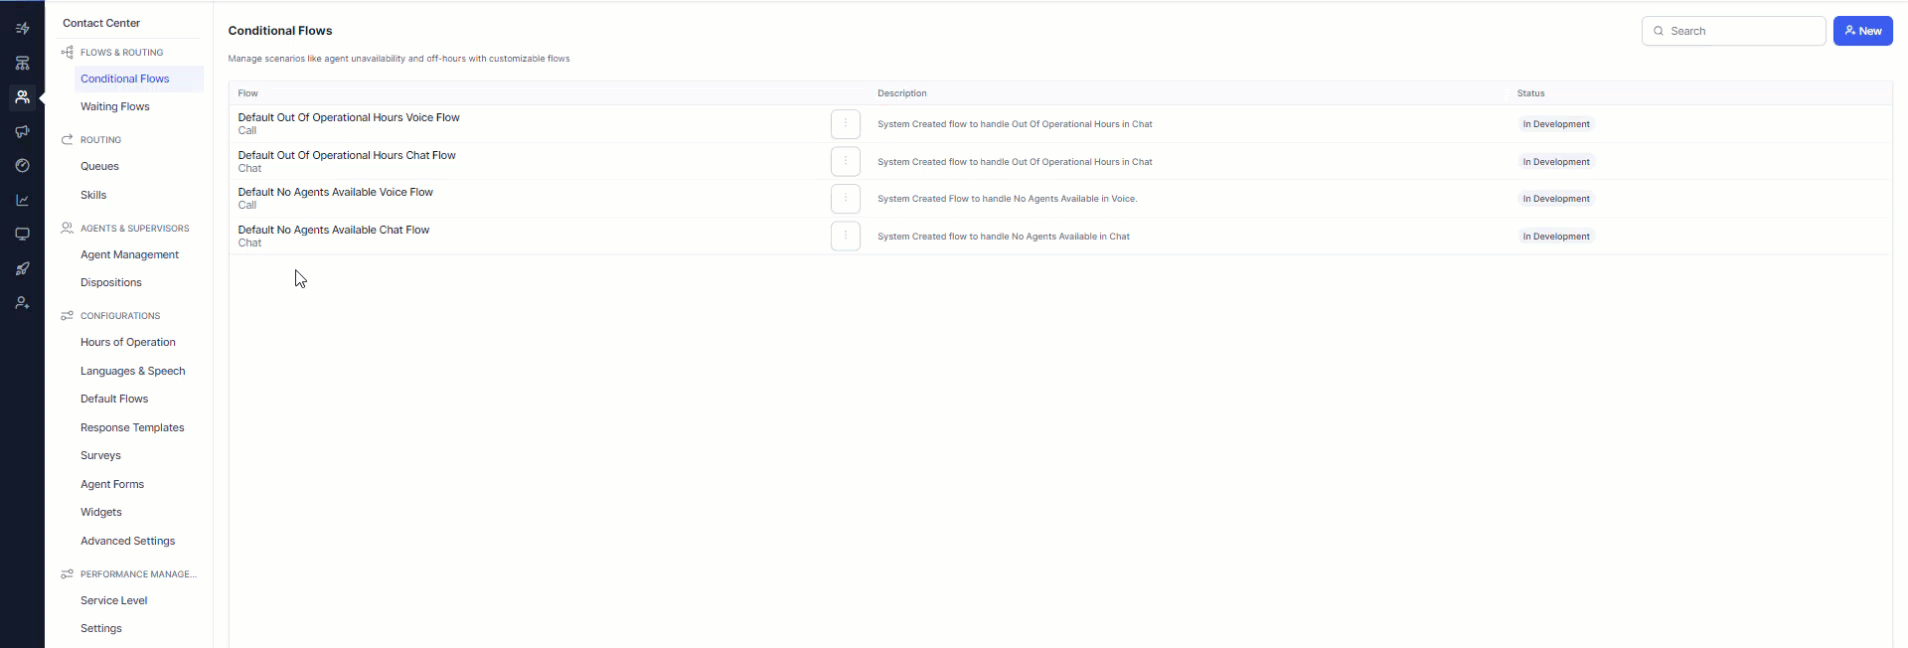 Contact Center
FLOWS & ROUTING
Conditional Flows
Waiting Flows
ROUTING
Queues
Skills
AGENTS & SUPERVISORS
Agent Management
Dispositions
CONFIGURATIONS
Hours of Operation
Languages & Speech
Default Flows
Response Templates
Surveys
Agent Forms
Widgets
Advanced Settings
PERFORMANCE MANAGE...
Service Level
Settings
Conditional Flows
Search
New
Manage scenarios like agent unavailability and off-hours with customizable flows
Flow Description Status
Default Out Of Operational Hours Voice Flow
Call
System Created flow to handle Out Of Operational Hours in Chat
In Development
Default Out Of Operational Hours Chat Flow
Chat
System Created flow to handle Out Of Operational Hours in Chat
In Development
Default No Agents Available Voice Flow
Call
System Created Flow to handle No Agents Available in Voice.
In Development
Default No Agents Available Chat Flow
Chat
System Created flow to handle No Agents Available in Chat
In Development